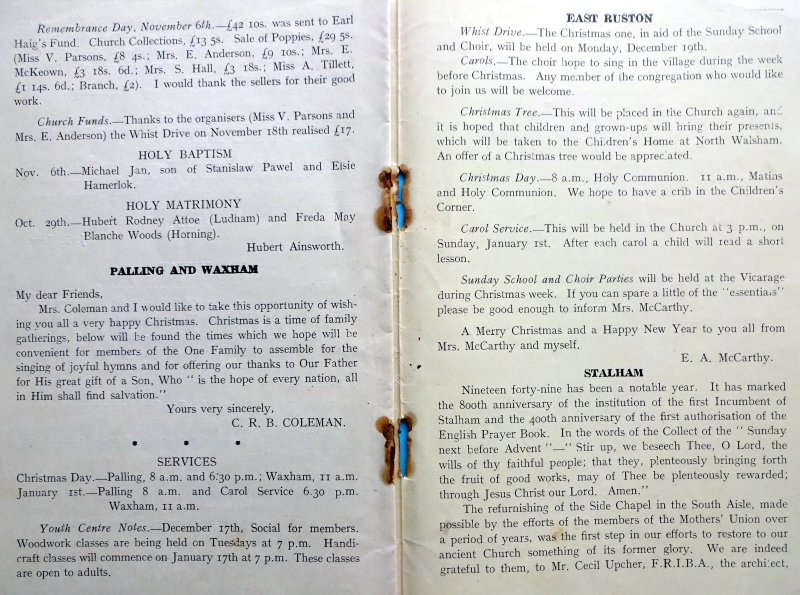 Remembrance Day, November 6th.—£42 10s. was sent to Earl
Haig's Fund. Church Collections, £13 5s. Sale of Poppies, £29 5s.
(Miss V. Parsons, £8 4s.; Mrs. E. Anderson, £9 10s.; Mrs. E.
McKeown, £3 18s. 6d.; Mrs. S. Hall, £3 18s.; Miss A. Tillett,
£1 14s. 6d.; Branch, £2). I would thank the sellers for their good
work.
Church Funds.—Thanks to the organisers (Miss V. Parsons and
Mrs. E. Anderson) the Whist Drive on November 18th realised £17.
HOLY BAPTISM
Nov. 6th.—Michael Jan, son of Stanislaw Pawel and Elsie
Hamerlok.
HOLY MATRIMONY
Oct. 29th.—Hubert Rodney Attoe (Ludham) and Freda May
Blanche Woods (Horning).
Hubert Ainsworth.
PALLING AND WAXHAM
My dear Friends,
Mrs. Coleman and I would like to take this opportunity of wish-
ing you all a very happy Christmas. Christmas is a time of family
gatherings, below will be found the times which we hope will be
convenient for members of the One Family to assemble for the
singing of joyful hymns and for offering our thanks to Our Father
for His great gift of a Son, Who " is the hope of every nation, all
in Him shall find salvation."
Yours very sincerely,
C. R. B. COLEMAN.
* * *
SERVICES
Christmas Day.—Palling, 8 a.m. and 6:30 p.m.; Waxham, 11 a.m.
January 1st.—Palling 8 a.m. and Carol Service 6.30 p.m.
Waxham, 11 a.m.
Youth Centre Notes.—December 17th, Social for members.
Woodwork classes are being held on Tuesdays at 7 p.m. Handi-
craft classes will commence on January 17th at 7 p.m. These classes
are open to adults.
EAST RUSTON
Whist Drive.—The Christmas one, in aid of the Sunday School
and Choir, will be held on Monday, December 19th.
Carols.—The choir hope to sing in the village during the week
before Christmas. Any member of the congregation who would like
to join us will be welcome.
Christmas Tree.—This will be placed in the Church again, and
it is hoped that children and grown-ups will bring their presents,
which will be taken to the Children's Home at North Walsham.
An offer of a Christmas tree would be appreciated.
Christmas Day.—8 a.m., Holy Communion. 11 a.m., Matins
and Holy Communion. We hope to have a crib in the Children's
Corner.
Carol Service.—This will be held in the Church at 3 p.m., on
Sunday, January 1st. After each carol a child will read a short
lesson.
Sunday School and Choir Parties will be held at the Vicarage
during Christmas week. If you can spare a little of the "essentials"
please be good enough to inform Mrs. McCarthy.
A Merry Christmas and a Happy New Year to you all from
Mrs. McCarthy and myself.
E. A. McCarthy.
STALHAM
Nineteen forty-nine has been a notable year. It has marked
the 800th anniversary of the institution of the first Incumbent of
Stalham and the 400th anniversary of the first authorisation of the
English Prayer Book. In the words of the Collect of the " Sunday
next before Advent "—" Stir up, we beseech Thee, O Lord, the
wills of thy faithful people; that they, plenteously bringing forth
the fruit of good works, may of Thee be plenteously rewarded;
through Jesus Christ our Lord. Amen."
The refurnishing of the Side Chapel in the South Aisle, made
possible by the efforts of the members of the Mothers' Union over
a period of years, was the first step in our efforts to restore to our
ancient Church something of its former glory. We are indeed
grateful to them, to Mr. Cecil Upcher, F.R.I.B.A., the architect,